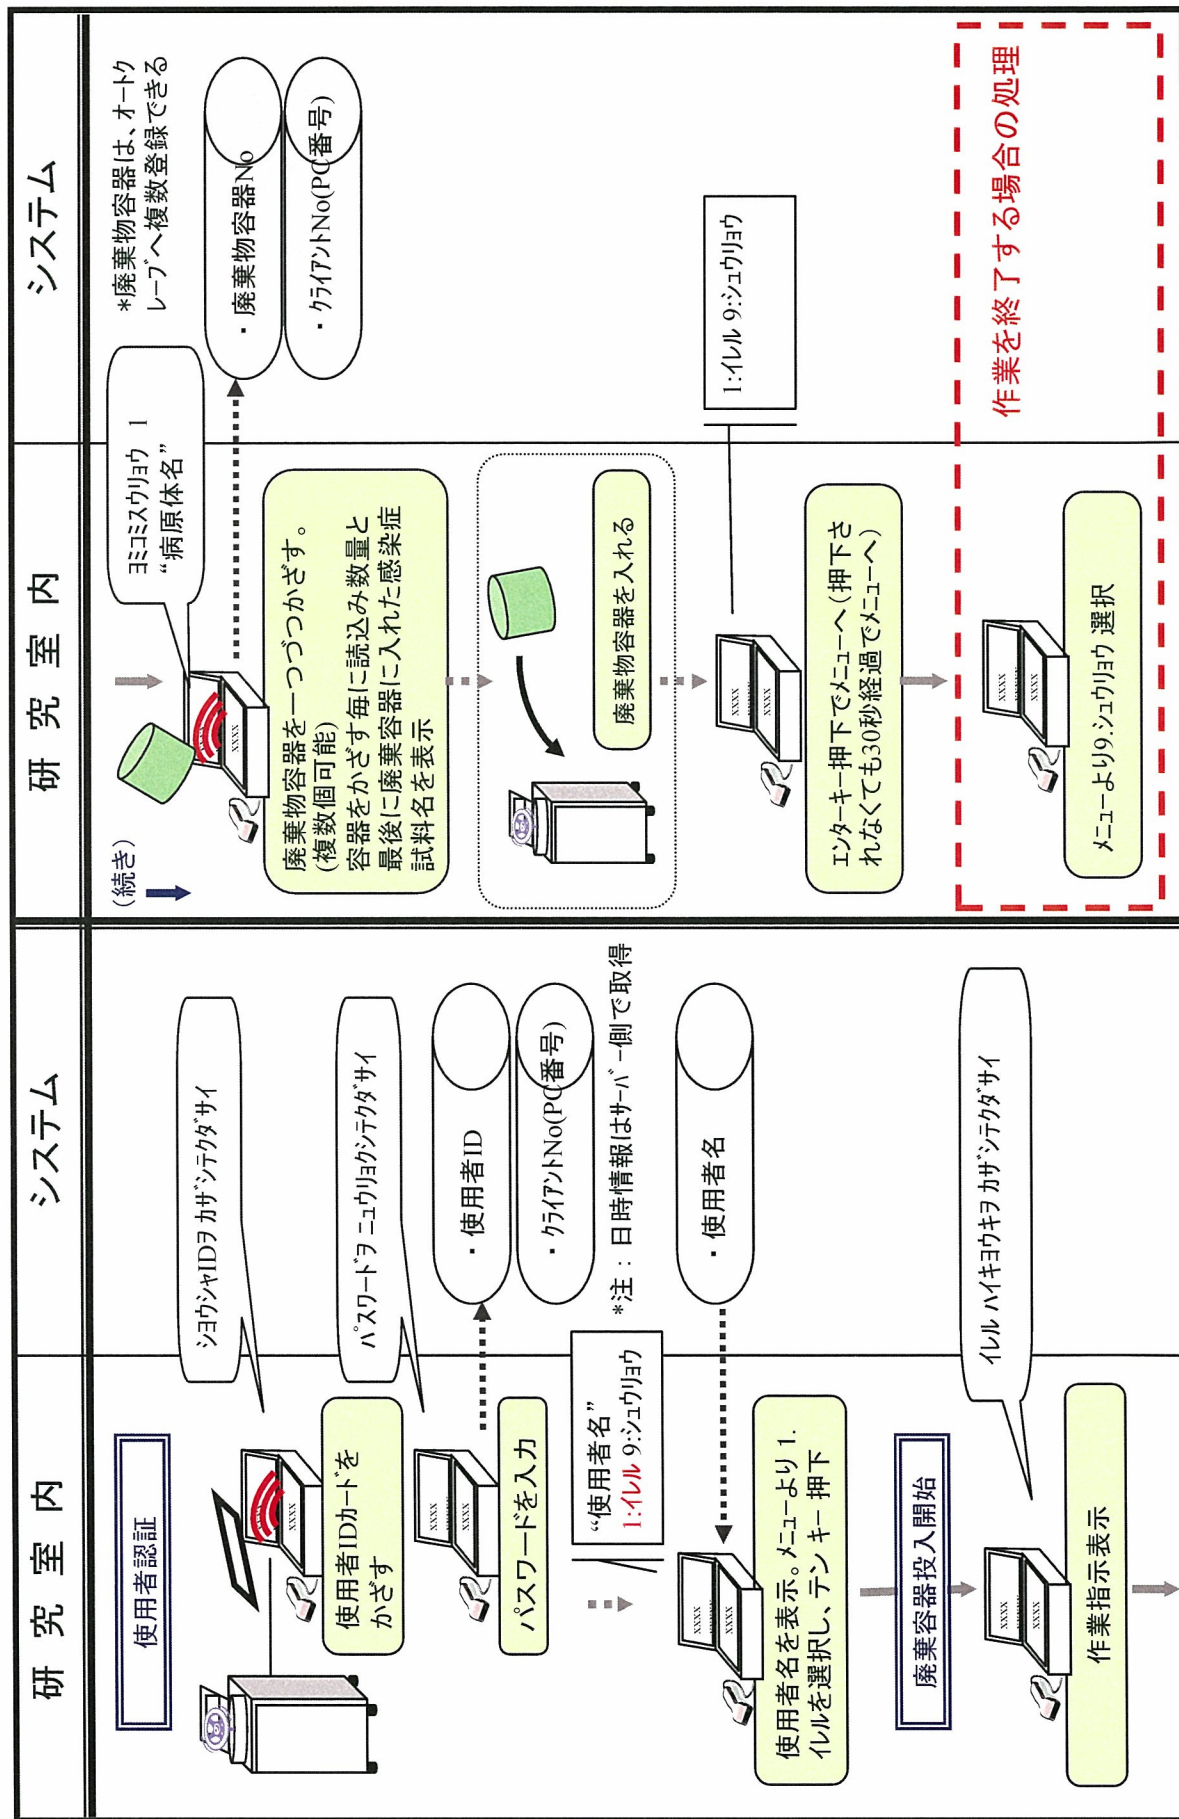 研 究 室 内
システム
使用者認証
ショウシャIDヲ カザシテクダサイ
使用者IDカードを
かざす
パスワードヲ ニュウリョクシテクダサイ
パスワードを入力
・ 使用者ID
・ クライアントNo(PC番号)
*注：日時情報はサーバー側で取得
“使用者名”
1:イレル 9:シュウリョウ
・ 使用者名
使用者名を表示。メニューより 1.
イレルを選択し、テンキー押下
廃棄容器投入開始
イレル ハイキヨウキヲ カザシテクダサイ
作業指示表示
研 究 室 内
システム
(続き)
ヨミコミスウリョウ 1
“病原体名”
*廃棄物容器は、オートク
レーブへ複数登録できる
・ 廃棄物容器No
・ クライアントNo(PC番号)
廃棄物容器を一つづつかざす。
(複数個可能)
容器をかざす毎に読込み数量と
最後に廃棄容器に入れた感染症
試料名を表示
廃棄物容器を入れる
1:イレル 9:シュウリョウ
エンターキー押下でメニューへ(押下さ
れなくても30秒経過でメニューへ)
作業を終了する場合の処理
メニューより9:シュウリョウ 選択
xxxx